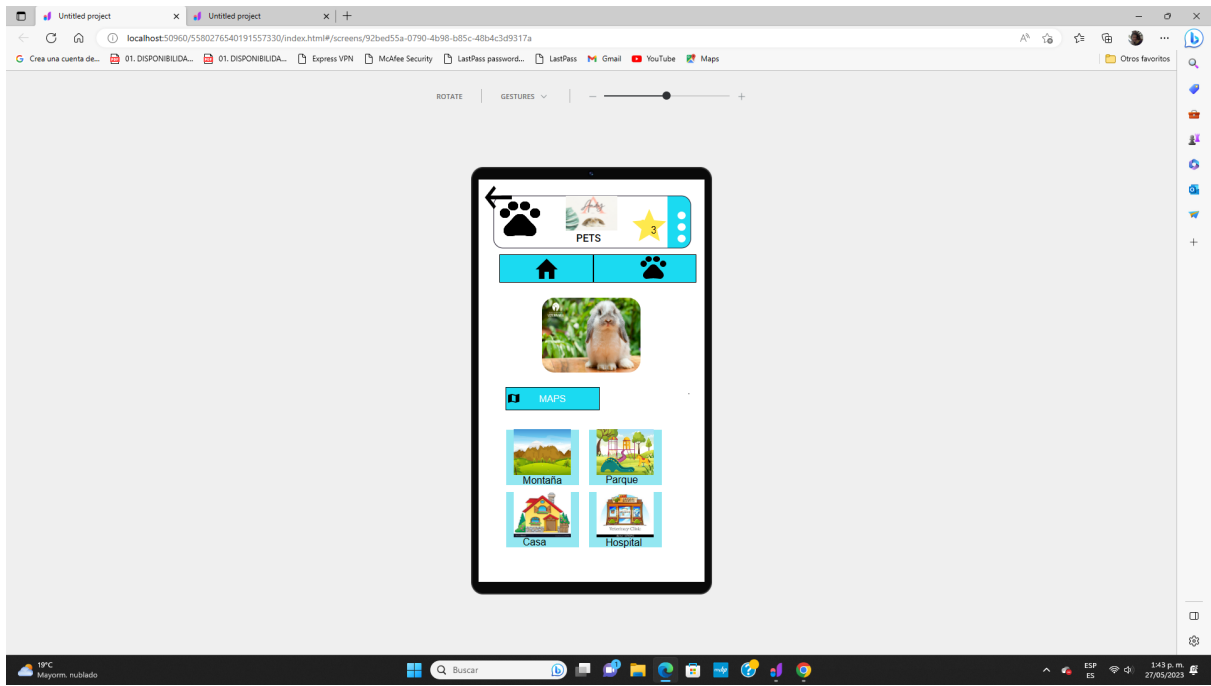 Untitled project
Untitled project
localhost:50960/5580276540191557330/index.html#/screens/92bed55a-0790-4b98-b85c-48b4c3d9317a
Crea una cuenta de... 01. DISPONIBILIDA... 01. DISPONIBILIDA... Express VPN McAfee Security LastPass password... LastPass Gmail YouTube Maps Otros favoritos
ROTATE GESTURES
3
PETS
MAPS
Montaña Parque
Veterinary Clinic
Casa Hospital
19°C
Mayorm. nublado
Buscar
ESP
ES
1:43 p. m.
27/05/2023